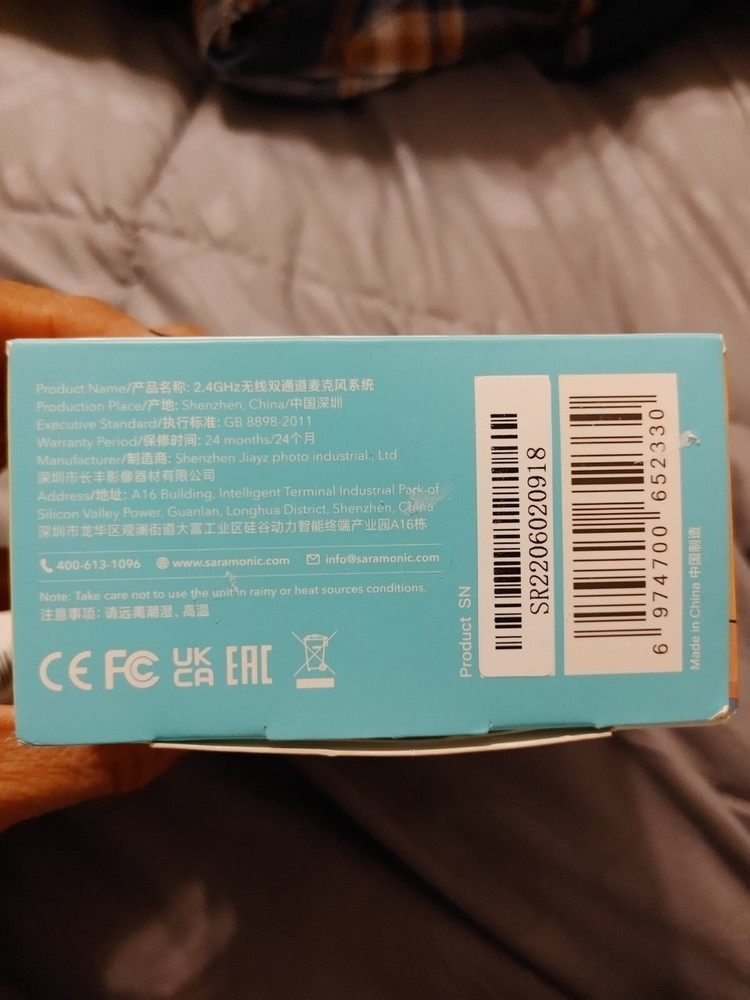 Product Name/产品名称: 2.4GHz无线双通道麦克风系统
Production Place/产地: Shenzhen, China/中国深圳
Executive Standard/执行标准: GB 8898-2011
Warranty Period/保修时间: 24 months/24个月
Manufacturer/制造商: Shenzhen Jiayz photo industrial., Ltd
深圳市长丰影像器材有限公司
Address/地址: A16 Building, Intelligent Terminal Industrial Park of
Silicon Valley Power, Guanlan, Longhua District, Shenzhen, China
深圳市龙华区观澜街道大富工业区硅谷动力智能终端产业园A16栋
400-613-1096 www.saramonic.com info@saramonic.com
Note: Take care not to use the unit in rainy or heat sources conditions.
注意事项: 请远离潮湿、高温
CE FC UK CA EAC
Product SN
SR2206020918
6 974700 652330
Made in China 中国制造